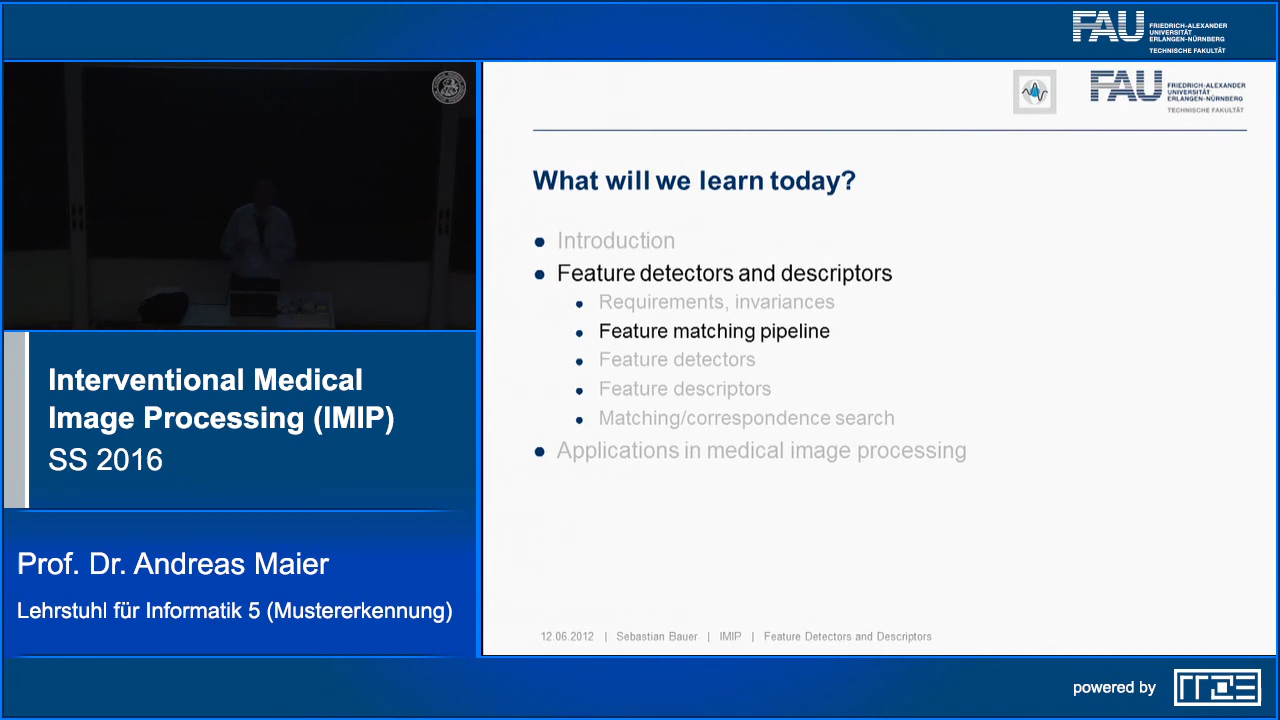 FAU
FRIEDRICH-ALEXANDER
UNIVERSITÄT
ERLANGEN-NÜRNBERG
TECHNISCHE FAKULTÄT
FAU
FRIEDRICH-ALEXANDER
UNIVERSITÄT
ERLANGEN-NÜRNBERG
TECHNISCHE FAKULTÄT
What will we learn today?
Introduction
Feature detectors and descriptors
Requirements, invariances
Feature matching pipeline
Feature detectors
Feature descriptors
Matching/correspondence search
Applications in medical image processing
12.06.2012 | Sebastian Bauer | IMIP | Feature Detectors and Descriptors
Interventional Medical
Image Processing (IMIP)
SS 2016
Prof. Dr. Andreas Maier
Lehrstuhl für Informatik 5 (Mustererkennung)
powered by